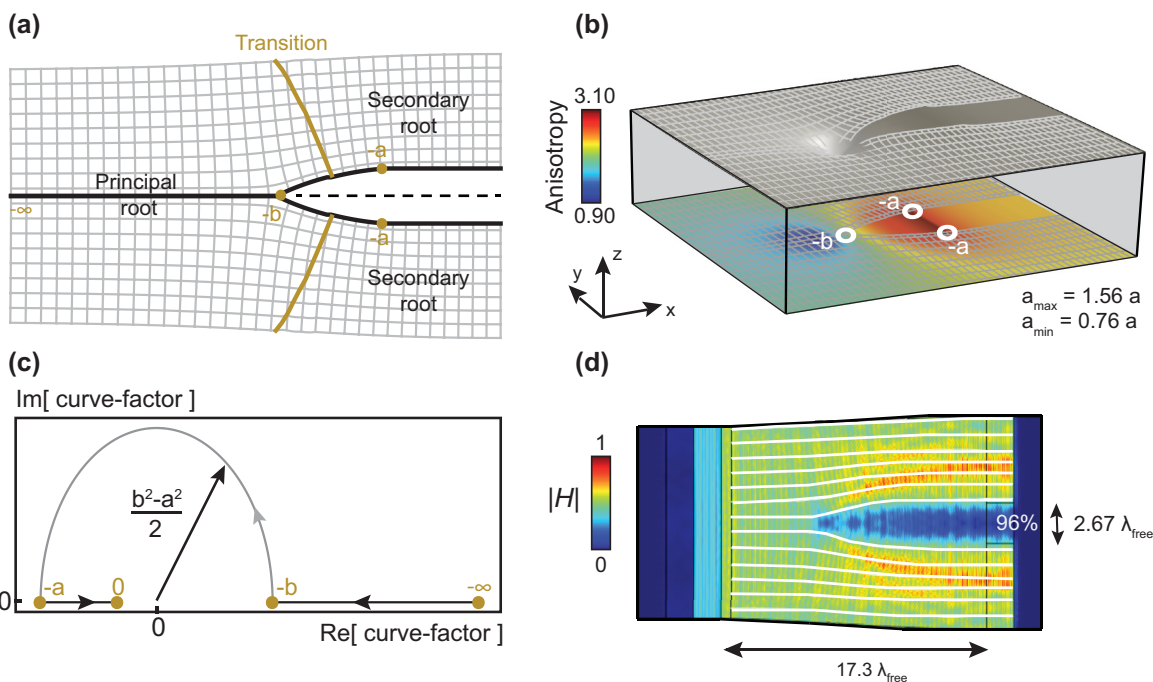 (a)
Transition
Secondary
root
-a
Principal
root
-∞
-b
-a
Secondary
root
(b)
3.10
Anisotropy
0.90
-a
-b
-a
z
y
x
a_max = 1.56 a
a_min = 0.76 a
(c)
Im[ curve-factor ]
b²-a²
2
-a
0
-b
-∞
0
0
Re[ curve-factor ]
(d)
1
|H|
0
96%
2.67 λ_free
17.3 λ_free